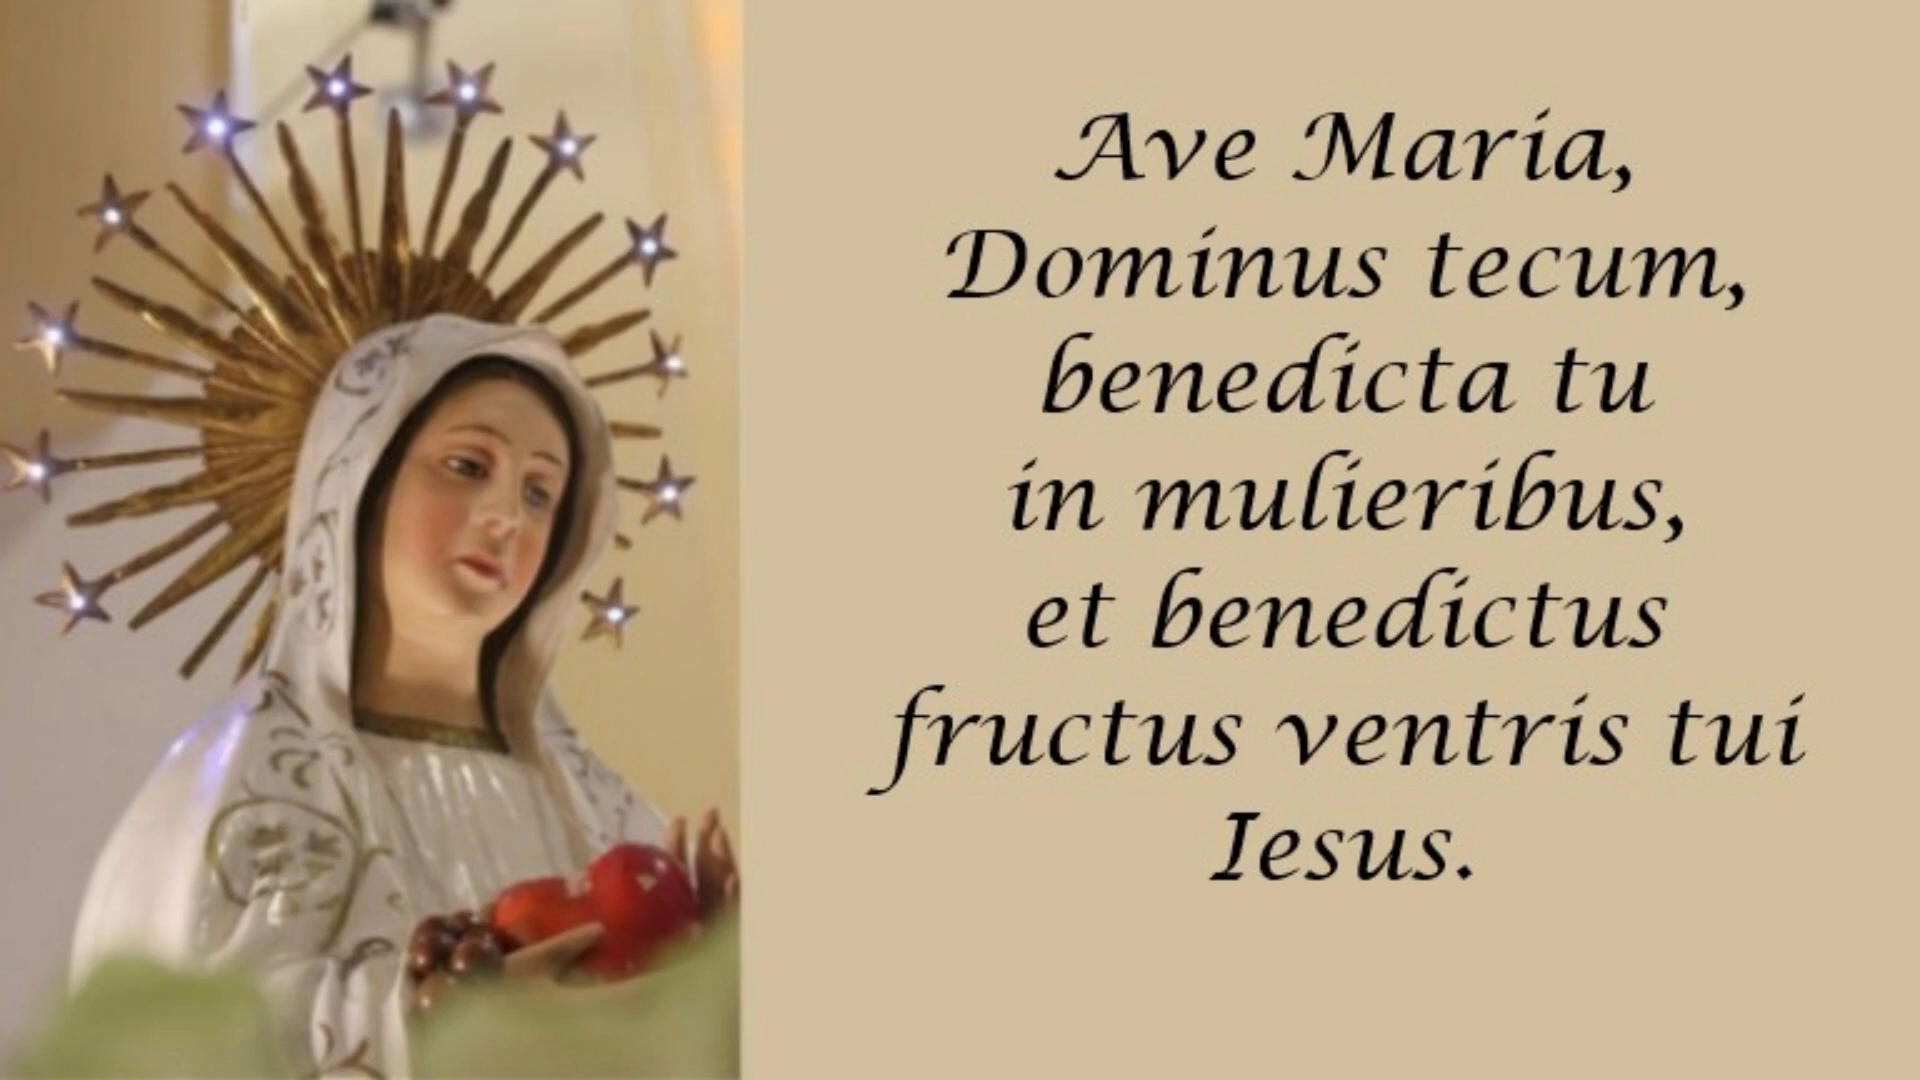 Ave Maria,
Dominus tecum,
benedicta tu
in mulieribus,
et benedictus
fructus ventris tui
Iesus.